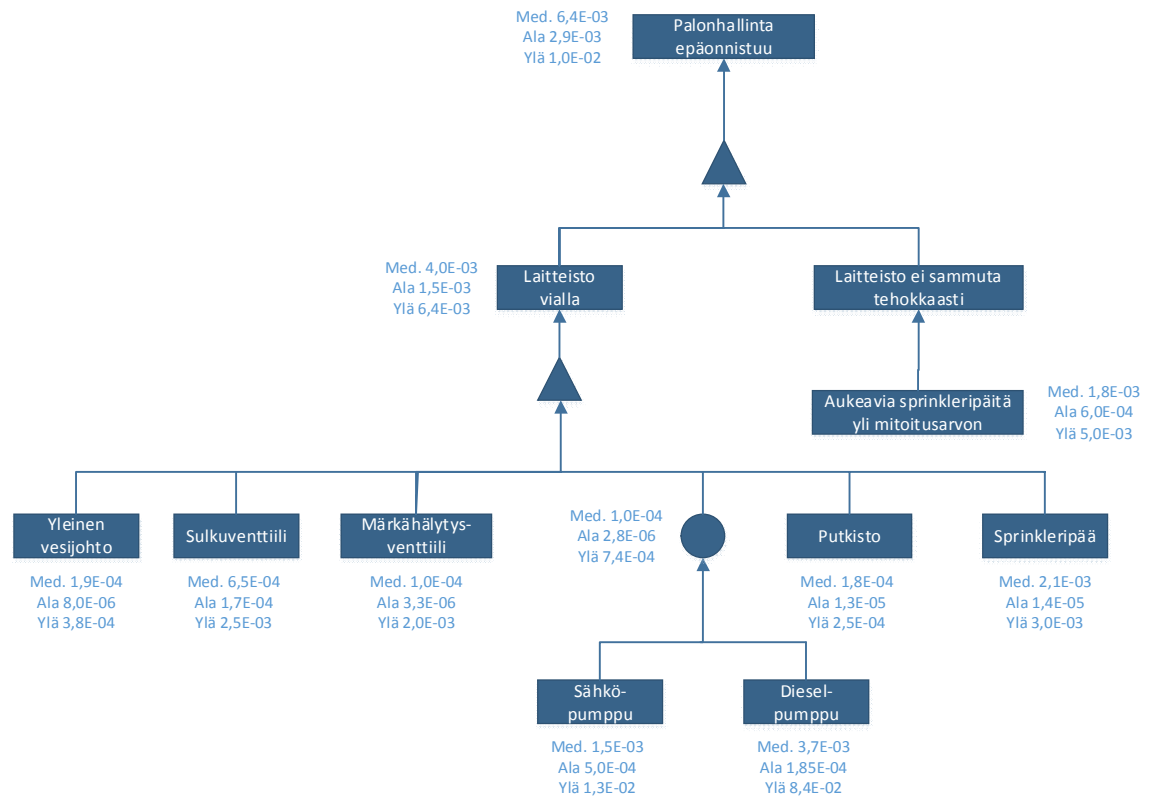 Med. 6,4E-03
Ala 2,9E-03
Ylä 1,0E-02
Palonhallinta
epäonnistuu
Med. 4,0E-03
Ala 1,5E-03
Ylä 6,4E-03
Laitteisto
vialla
Laitteisto ei sammuta
tehokkaasti
Aukeavia sprinkleripäitä
yli mitoitusarvon
Med. 1,8E-03
Ala 6,0E-04
Ylä 5,0E-03
Yleinen
vesijohto
Med. 1,9E-04
Ala 8,0E-06
Ylä 3,8E-04
Sulkuventtiili
Med. 6,5E-04
Ala 1,7E-04
Ylä 2,5E-03
Märkähälytys-
venttiili
Med. 1,0E-04
Ala 3,3E-06
Ylä 2,0E-03
Med. 1,0E-04
Ala 2,8E-06
Ylä 7,4E-04
Putkisto
Med. 1,8E-04
Ala 1,3E-05
Ylä 2,5E-04
Sprinkleripää
Med. 2,1E-03
Ala 1,4E-05
Ylä 3,0E-03
Sähkö-
pumppu
Med. 1,5E-03
Ala 5,0E-04
Ylä 1,3E-02
Diesel-
pumppu
Med. 3,7E-03
Ala 1,85E-04
Ylä 8,4E-02